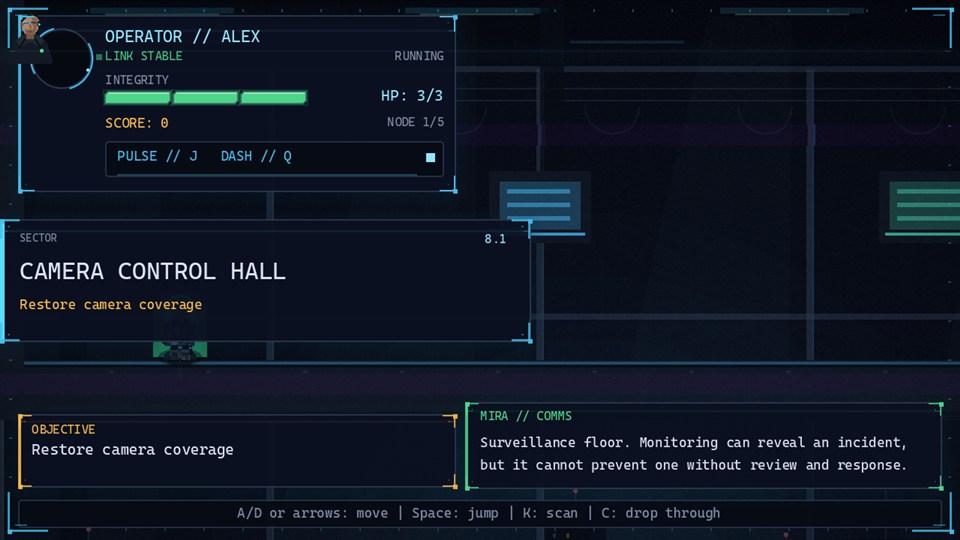 OPERATOR // ALEX
LINK STABLE
RUNNING
INTEGRITY
HP: 3/3
SCORE: 0
NODE 1/5
PULSE // J DASH // Q
SECTOR
8.1
CAMERA CONTROL HALL
Restore camera coverage
OBJECTIVE
Restore camera coverage
MIRA // COMMS
Surveillance floor. Monitoring can reveal an incident,
but it cannot prevent one without review and response.
A/D or arrows: move | Space: jump | K: scan | C: drop through